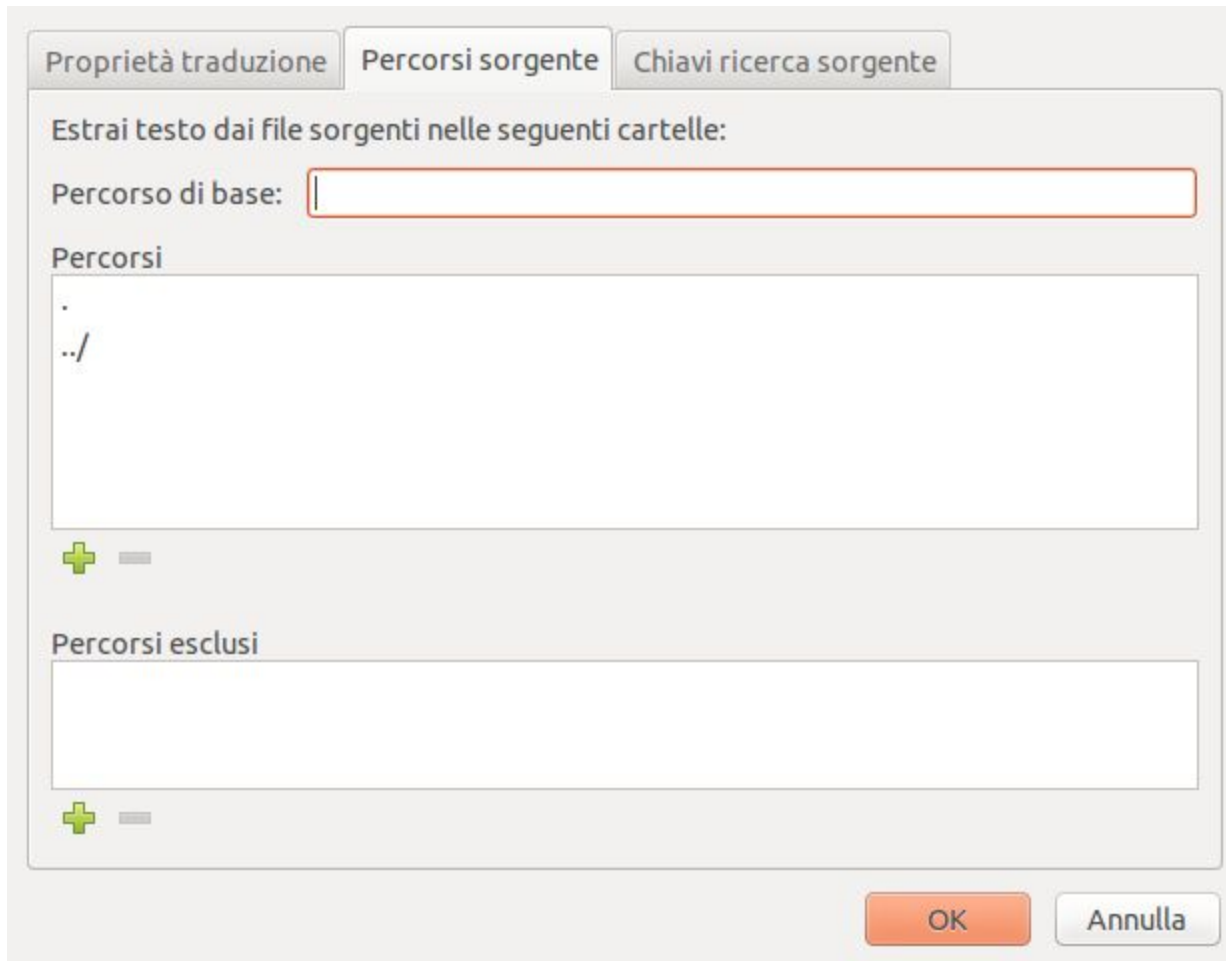 Proprietà traduzione Percorsi sorgente Chiavi ricerca sorgente
Estrai testo dai file sorgenti nelle seguenti cartelle:
Percorso di base:
Percorsi
.
../
Percorsi esclusi
OK Annulla